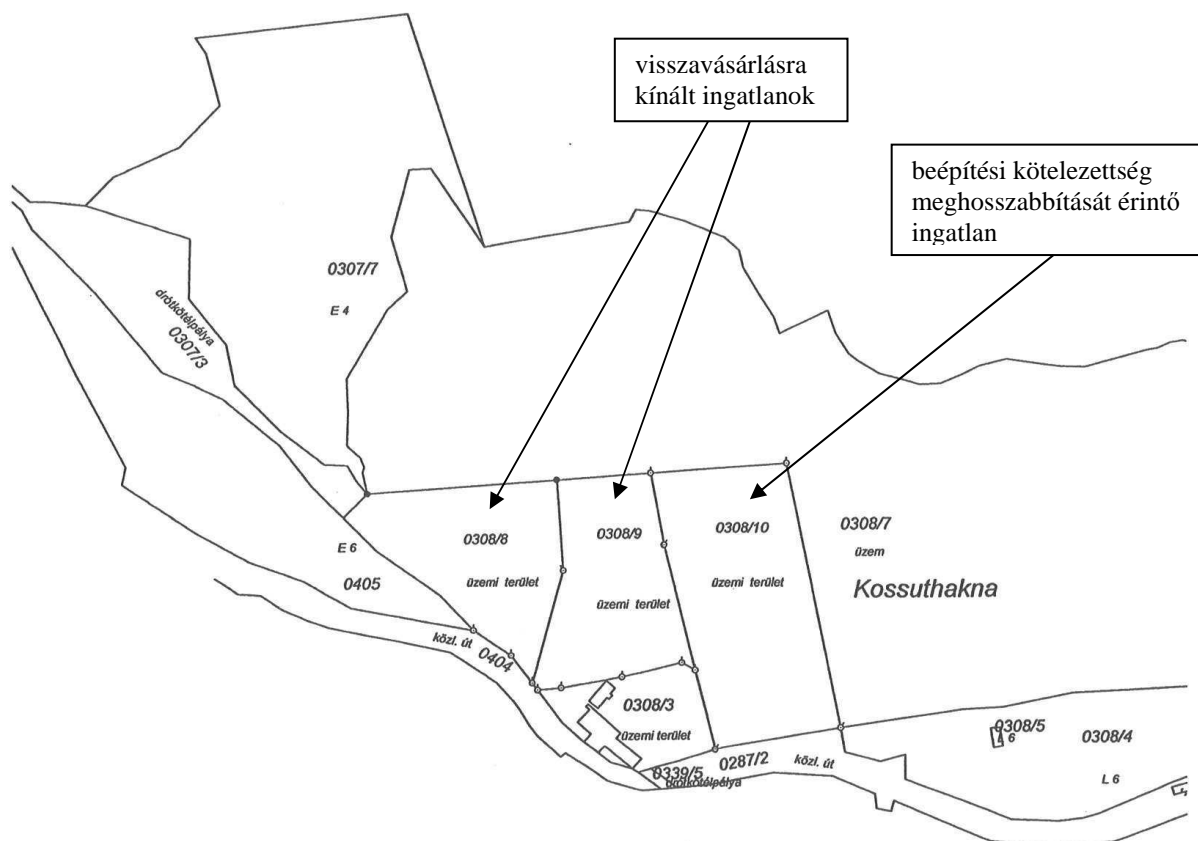 visszavásárlásra
kínált ingatlanok
beépítési kötelezettség
meghosszabbítását érintő
ingatlan
0307/7
E 4
drótkötélpálya
0307/3
E 6
0405
0308/8
üzemi terület
0308/9
üzemi terület
0308/10
üzemi terület
0308/7
üzem
Kossuthakna
közl. út
0404
0308/3
üzemi terület
0339/5
drótkötélpálya
0287/2
közl. út
0308/5
L 6
0308/4
L 6